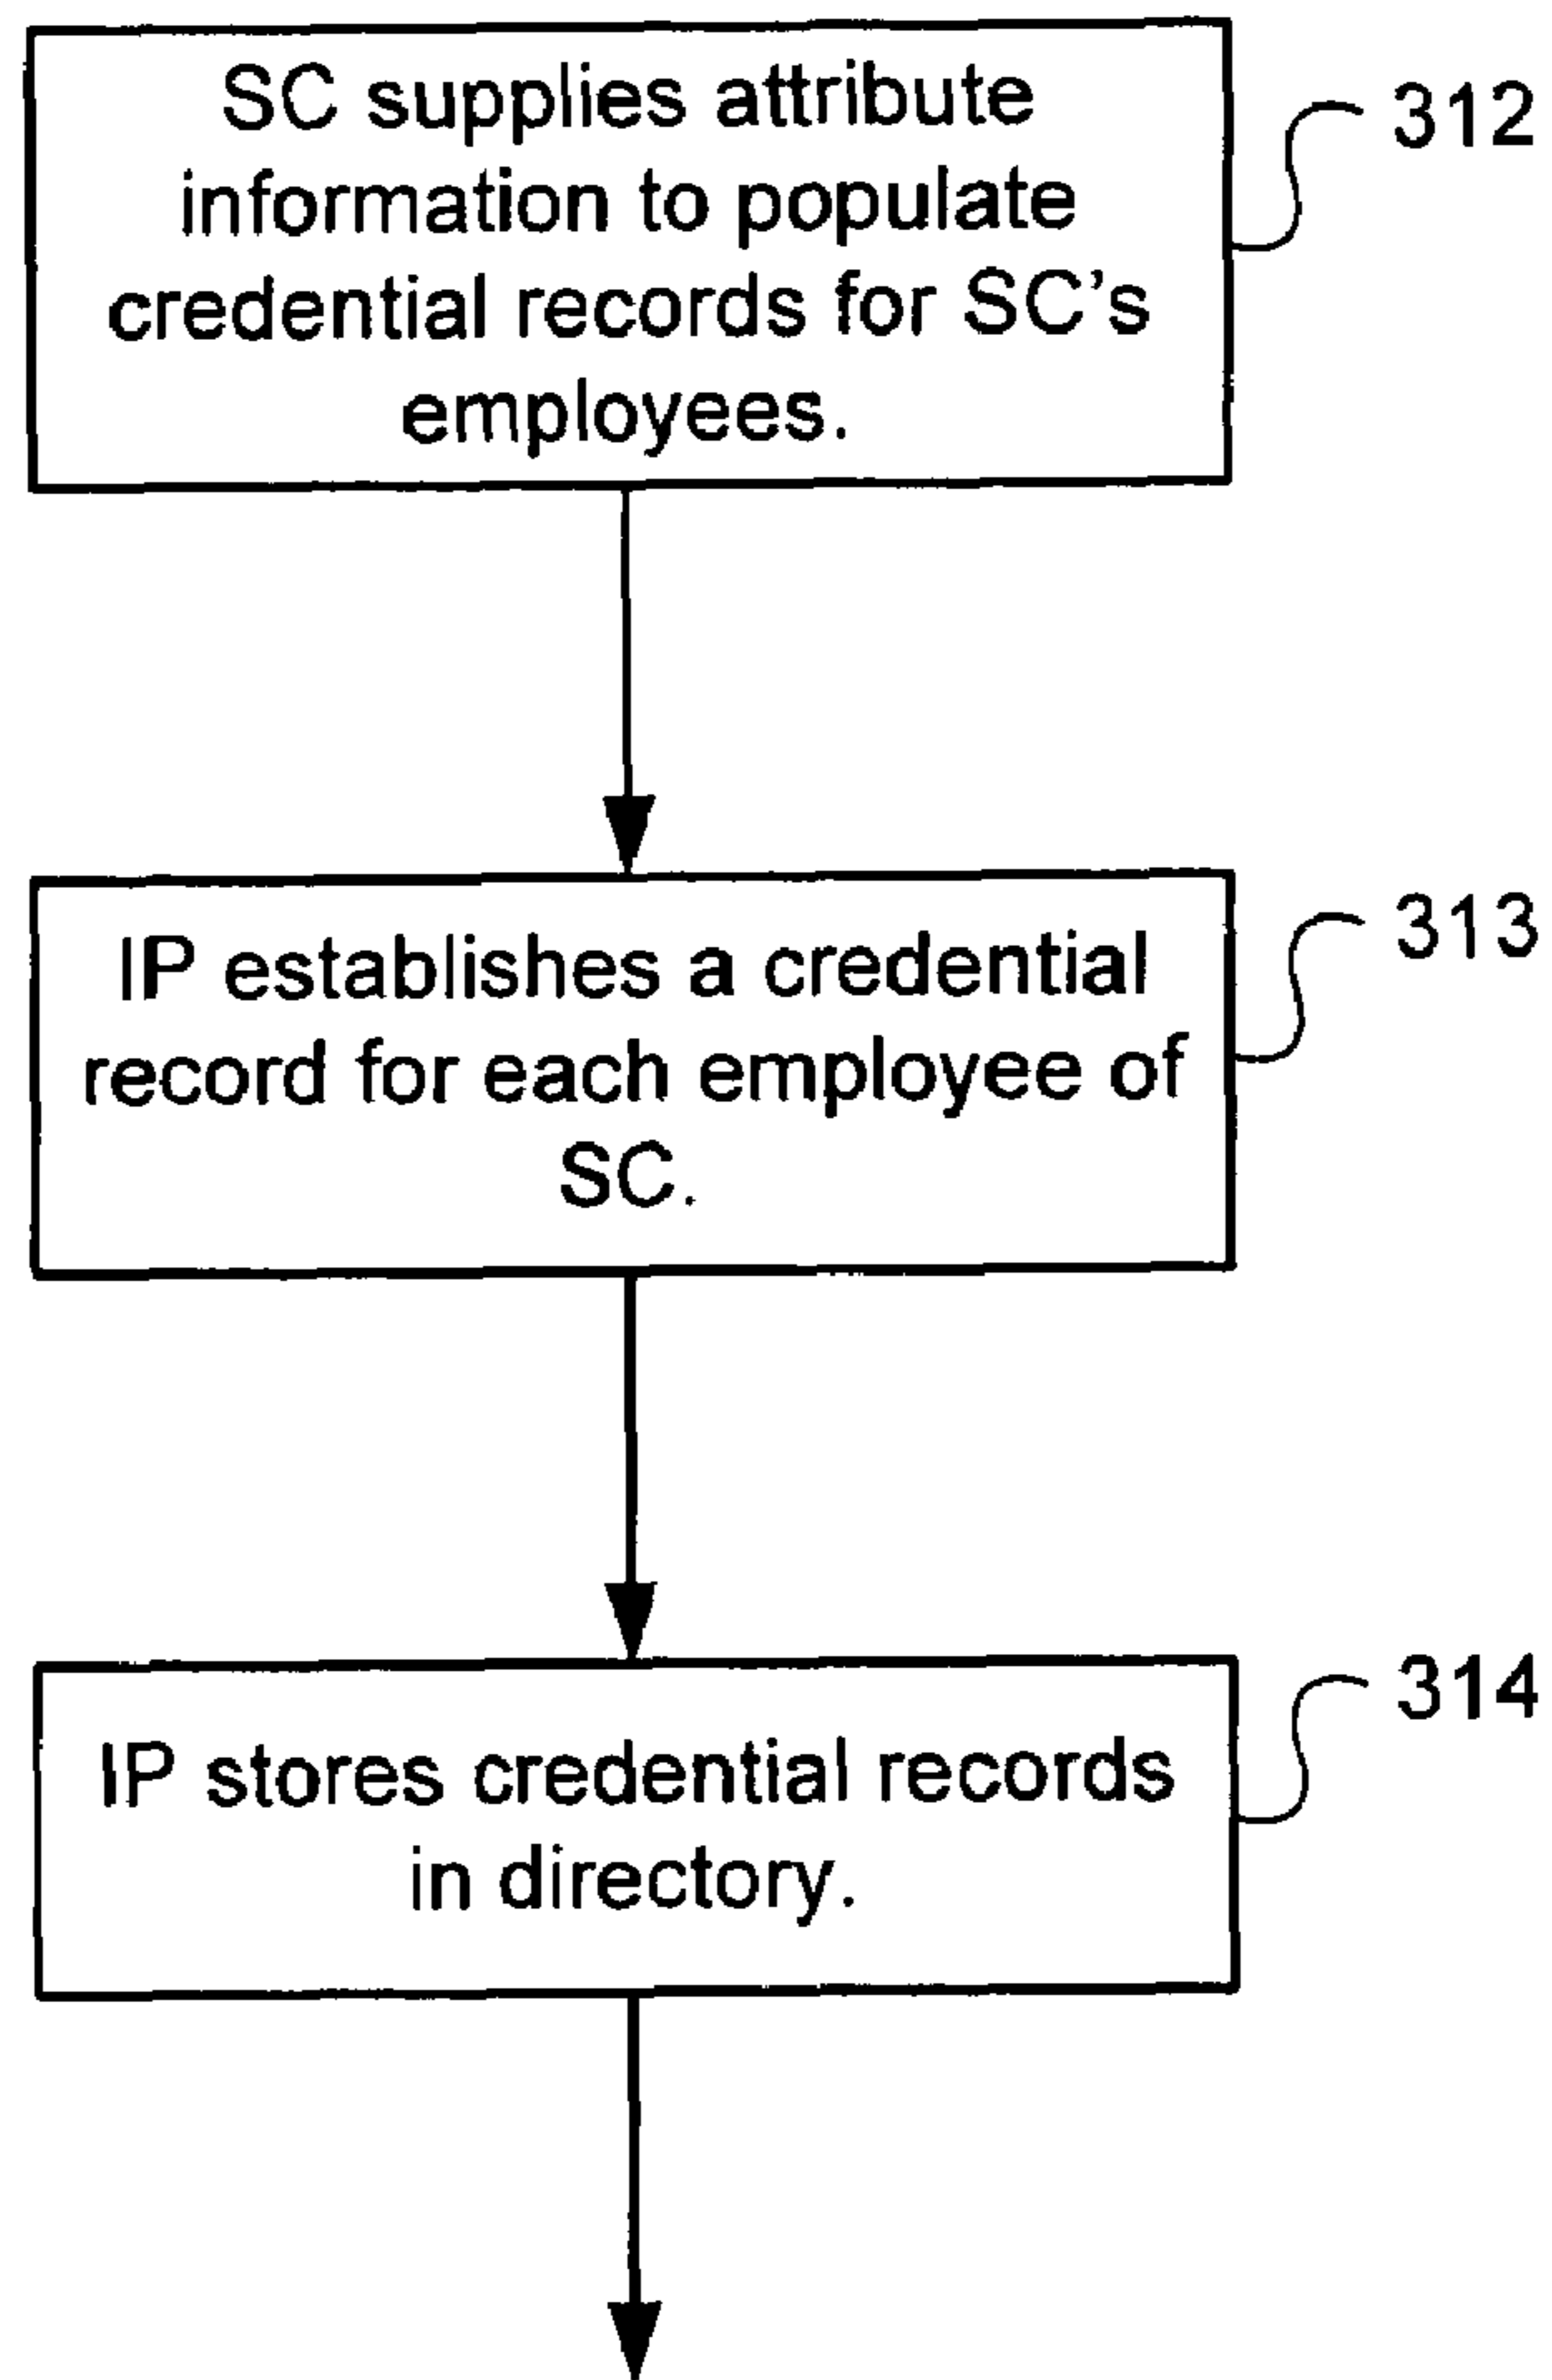 SC supplies attribute
information to populate
credential records for SC's
employees.
312
IP establishes a credential
record for each employee of
SC.
313
IP stores credential records
in directory.
314